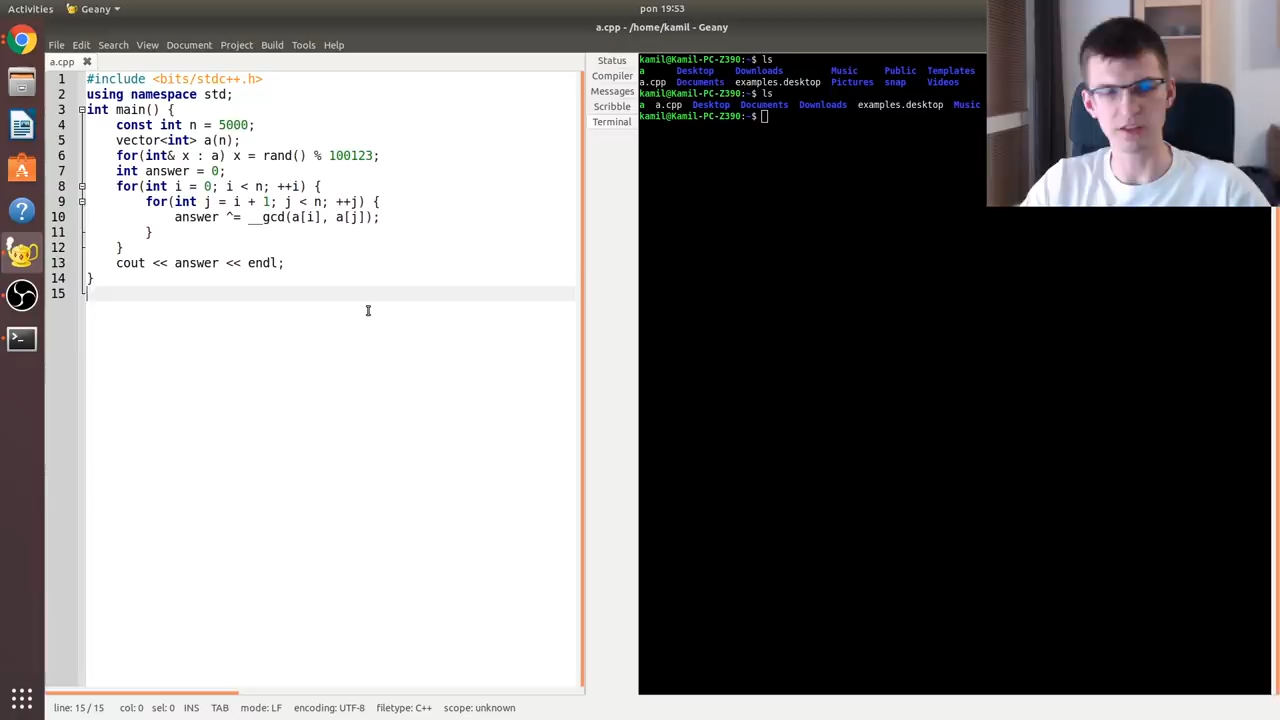 Activities
Geany
pon 19:53
a.cpp - /home/kamil - Geany
File Edit Search View Document Project Build Tools Help
a.cpp
1 #include <bits/stdc++.h>
2 using namespace std;
3 int main() {
4 const int n = 5000;
5 vector<int> a(n);
6 for(int& x : a) x = rand() % 100123;
7 int answer = 0;
8 for(int i = 0; i < n; ++i) {
9 for(int j = i + 1; j < n; ++j) {
10 answer ^= __gcd(a[i], a[j]);
11 }
12 }
13 cout << answer << endl;
14 }
15
Status
Compiler
Messages
Scribble
Terminal
kamil@Kamil-PC-Z390:~$ ls
a Desktop Downloads Music Public Templates
a.cpp Documents examples.desktop Pictures snap Videos
kamil@Kamil-PC-Z390:~$ ls
a a.cpp Desktop Documents Downloads examples.desktop Music
kamil@Kamil-PC-Z390:~$
line: 15 / 15 col: 0 sel: 0 INS TAB mode: LF encoding: UTF-8 filetype: C++ scope: unknown